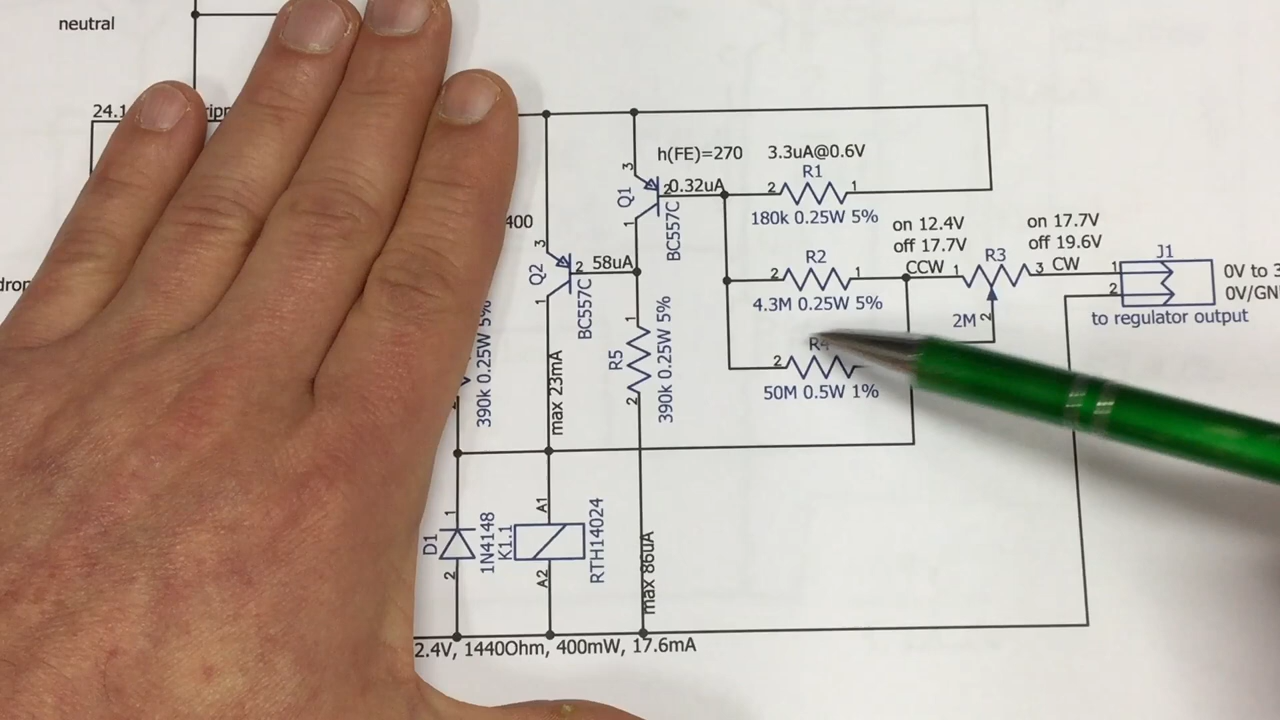 neutral
24.1
h(FE)=270
3.3uA@0.6V
R1
3
Q1
2
0.32uA
2
1
1
BC557C
180k 0.25W 5%
400
on 12.4V
off 17.7V
on 17.7V
off 19.6V
3
Q2
2
58uA
1
BC557C
R2
2
1
4.3M 0.25W 5%
CCW
1
R3
3
CW
2M
2
J1
1
2
0V to 3
0V/GN
to regulator output
R4
2
50M 0.5W 1%
390k 0.25W 5%
max 23mA
R5
1
2
390k 0.25W 5%
D1
1
2
1N4148
K1.1
A1
A2
RTH14024
max 86uA
2.4V, 1440Ohm, 400mW, 17.6mA